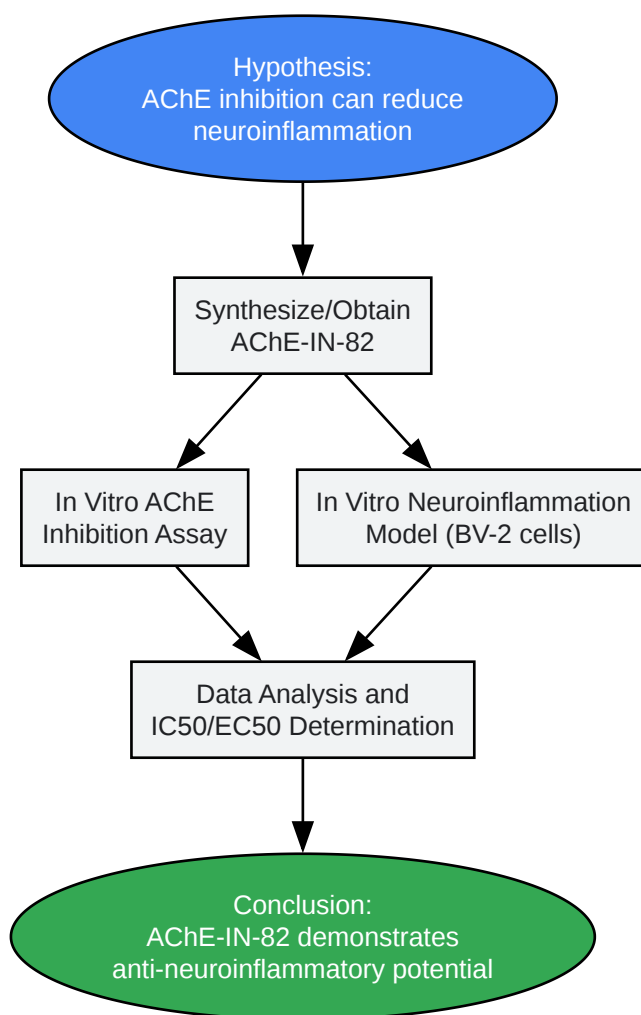 Hypothesis:
AChE inhibition can reduce
neuroinflammation
Synthesize/Obtain
AChE-IN-82
In Vitro AChE
Inhibition Assay
In Vitro Neuroinflammation
Model (BV-2 cells)
Data Analysis and
IC50/EC50 Determination
Conclusion:
AChE-IN-82 demonstrates
anti-neuroinflammatory potential